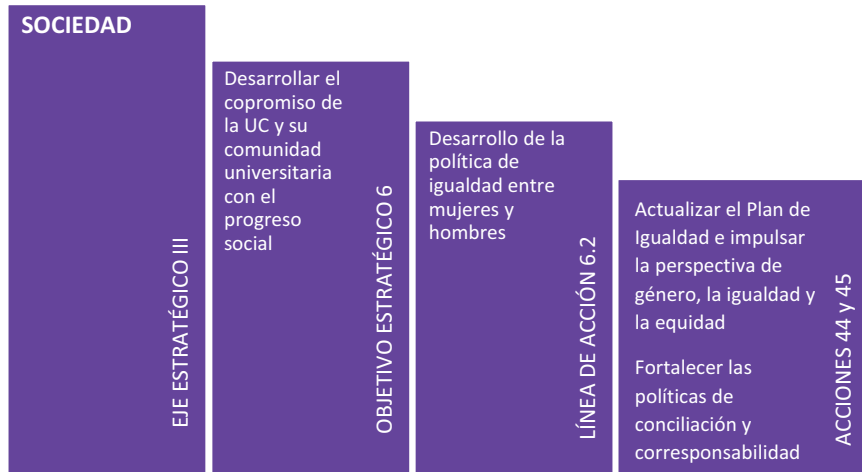 SOCIEDAD
EJE ESTRATÉGICO III
Desarrollar el
copromiso de
la UC y su
comunidad
universitaria
con el
progreso
social
OBJETIVO ESTRATÉGICO 6
Desarrollo de la
política de
igualdad entre
mujeres y
hombres
LÍNEA DE ACCIÓN 6.2
Actualizar el Plan de
Igualdad e impulsar
la perspectiva de
género, la igualdad y
la equidad
Fortalecer las
políticas de
conciliación y
corresponsabilidad
ACCIONES 44 y 45